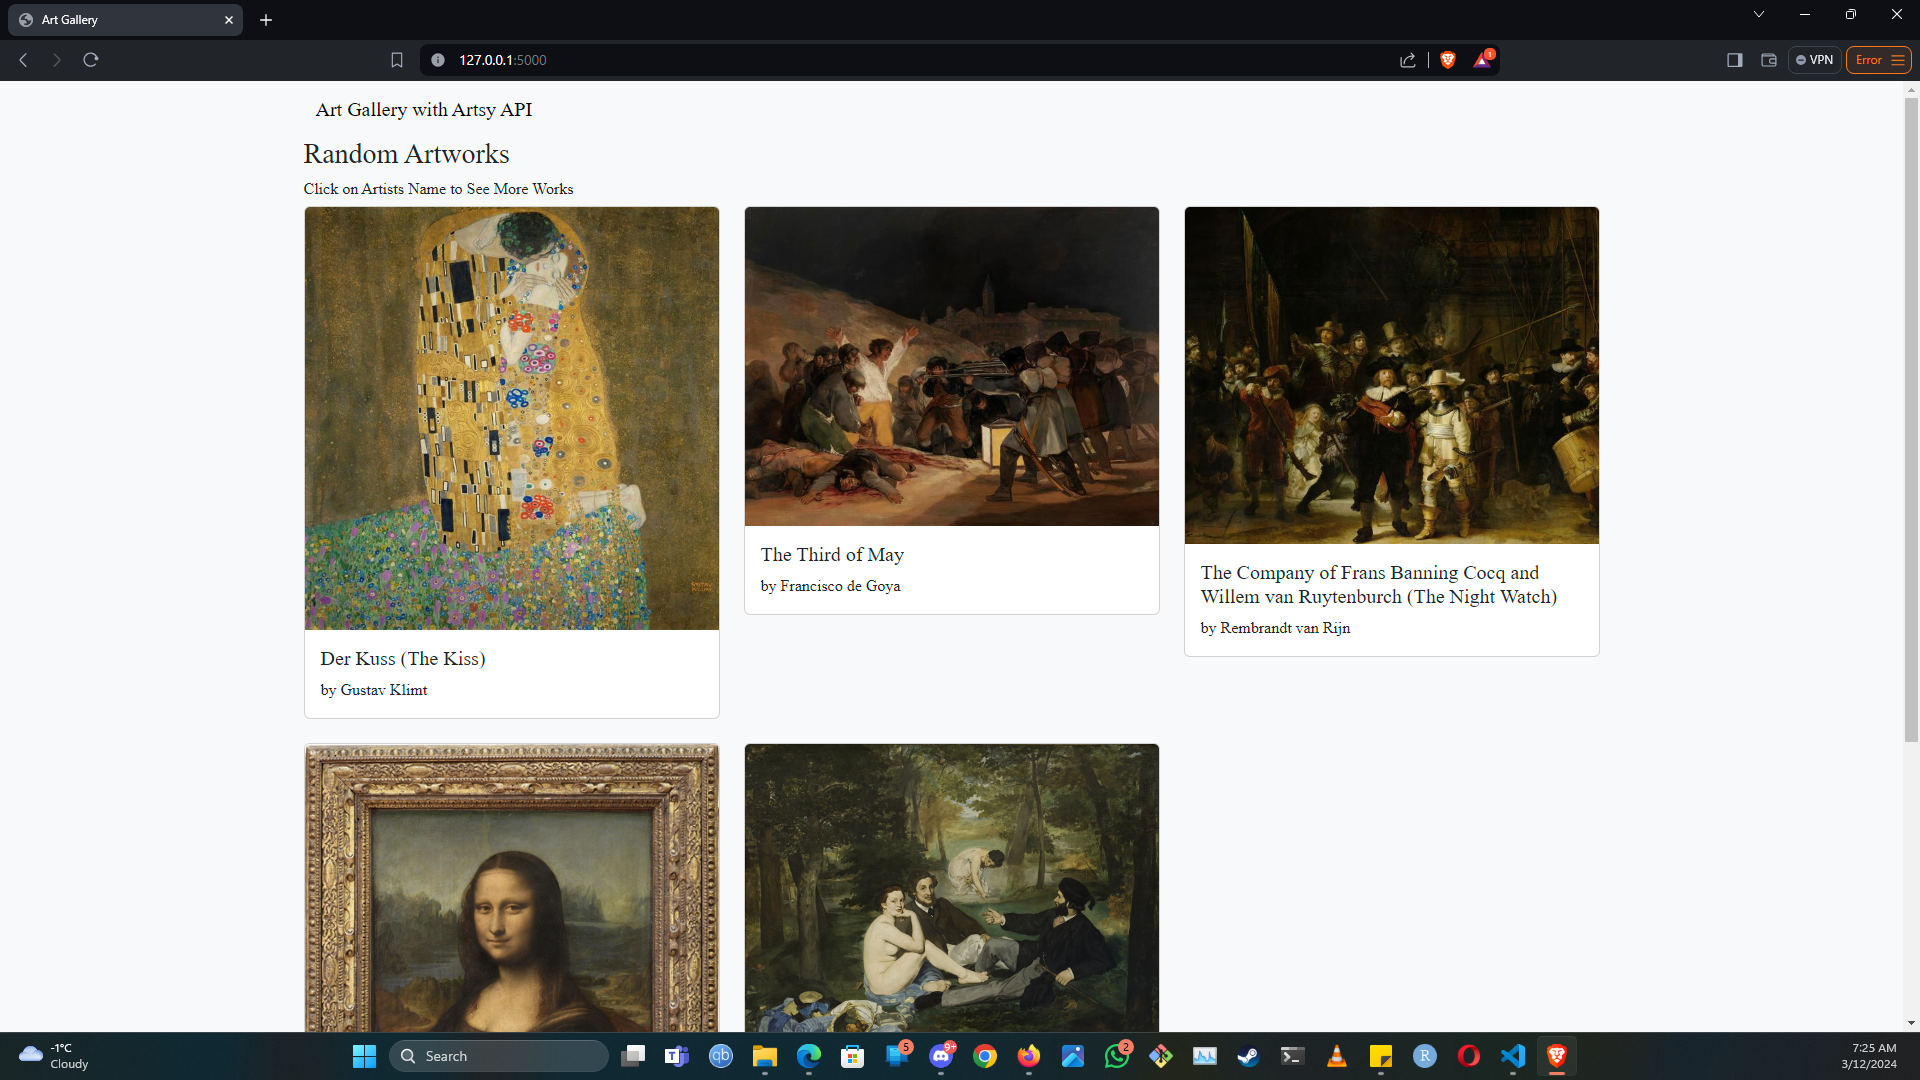 Art Gallery
127.0.0.1:5000
1
VPN
Error
Art Gallery with Artsy API
Random Artworks
Click on Artists Name to See More Works
Der Kuss (The Kiss)
by Gustav Klimt
The Third of May
by Francisco de Goya
The Company of Frans Banning Cocq and
Willem van Ruytenburch (The Night Watch)
by Rembrandt van Rijn
-1°C
Cloudy
Search
qb
5
9+
2
R
7:25 AM
3/12/2024